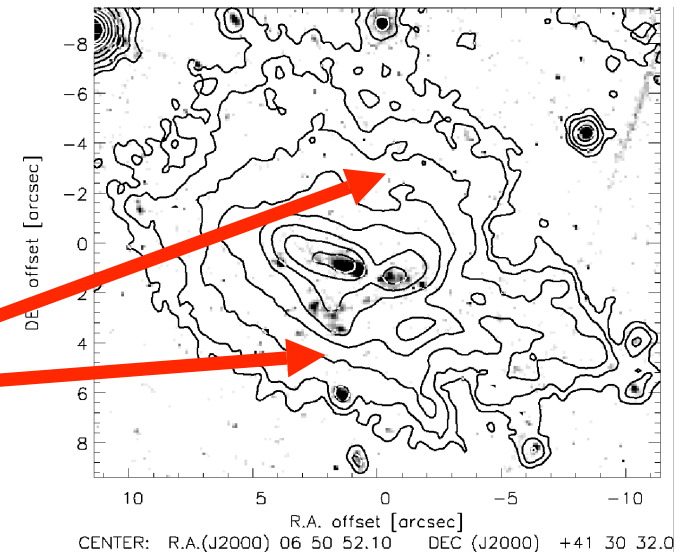 DEC offset [arcsec]
−8
−6
−4
−2
0
2
4
6
8
10 5 0 −5 −10
R.A. offset [arcsec]
CENTER: R.A.(J2000) 06 50 52.10 DEC (J2000) +41 30 32.0